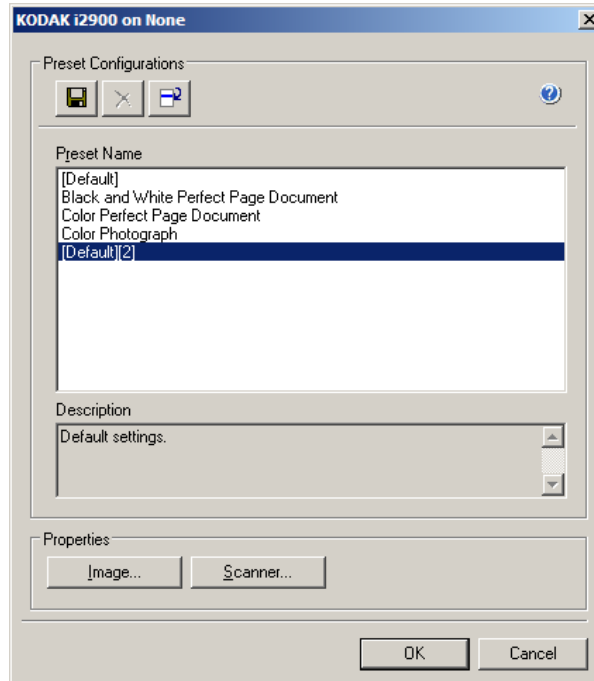 KODAK i2900 on None
Preset Configurations
Preset Name
[Default]
Black and White Perfect Page Document
Color Perfect Page Document
Color Photograph
[Default][2]
Description
Default settings.
Properties
Image...
Scanner...
OK
Cancel